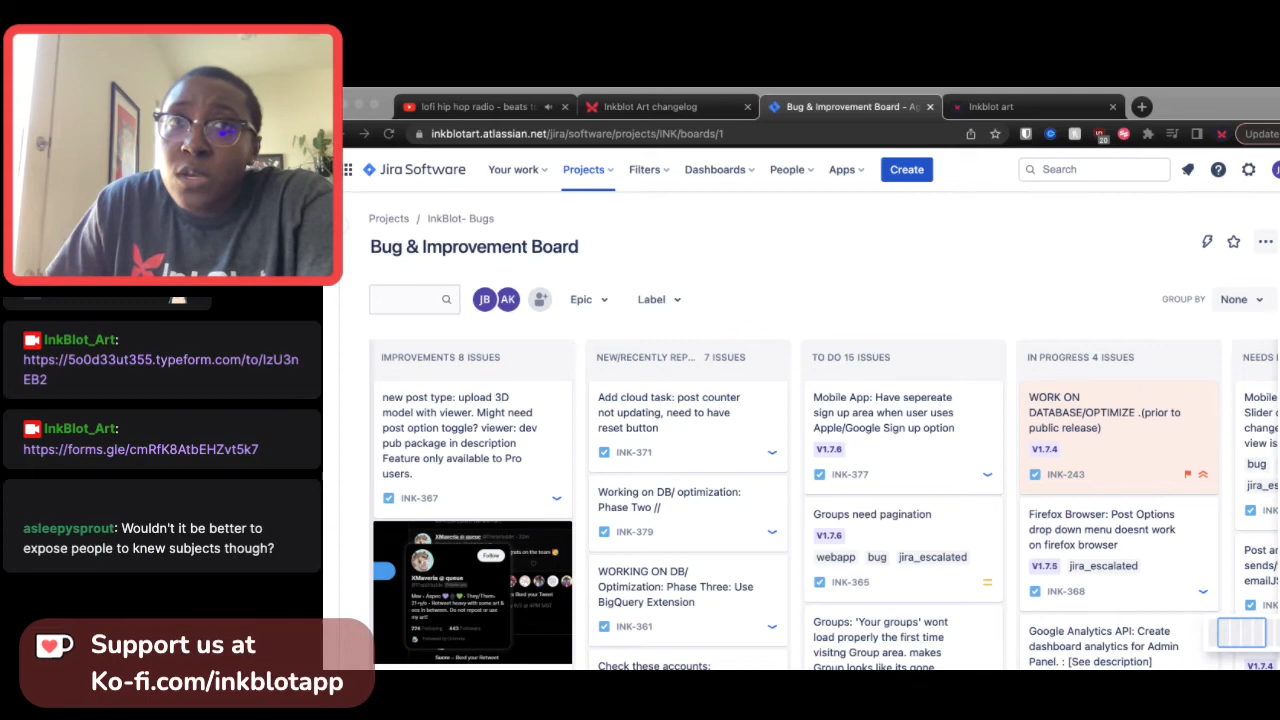 lofi hip hop radio - beats t
Inkblot Art changelog
Bug & Improvement Board - Ag
Inkblot art
inkblotart.atlassian.net/jira/software/projects/INK/boards/1
20
Update
Jira Software
Your work
Projects
Filters
Dashboards
People
Apps
Create
Search
Projects / InkBlot- Bugs
Bug & Improvement Board
JB
AK
Epic
Label
GROUP BY
None
IMPROVEMENTS 8 ISSUES
new post type: upload 3D
model with viewer. Might need
post option toggle? viewer: dev
pub package in description
Feature only available to Pro
users.
INK-367
XMaveria @ queue
Follow
NEW/RECENTLY REP... 7 ISSUES
Add cloud task: post counter
not updating, need to have
reset button
INK-371
Working on DB/ optimization:
Phase Two //
INK-379
WORKING ON DB/
Optimization: Phase Three: Use
BigQuery Extension
INK-361
Check these accounts:
TO DO 15 ISSUES
Mobile App: Have sepereate
sign up area when user uses
Apple/Google Sign up option
V1.7.6
INK-377
Groups need pagination
V1.7.6
webapp bug jira_escalated
INK-365
Groups: 'Your groups' wont
load properly the first time
visitng Group area. makes
Group looks like its gone
IN PROGRESS 4 ISSUES
WORK ON
DATABASE/OPTIMIZE .(prior to
public release)
V1.7.4
INK-243
Firefox Browser: Post Options
drop down menu doesnt work
on firefox browser
V1.7.5 jira_escalated
INK-368
Google Analytics API: Create
dashboard analytics for Admin
Panel. : [See description]
V1.7.4
NEEDS
Mobile
Slider
change
view is
bug
jira_es
INK-
Post ar
sends/
email.J
INK-
InkBlot_Art:
https://5o0d33ut355.typeform.com/to/IzU3n
EB2
InkBlot_Art:
https://forms.gle/cmRfK8AtbEHZvt5k7
asleepysprout: Wouldn't it be better to
expose people to knew subjects though?
Support us at
Ko-fi.com/inkblotapp